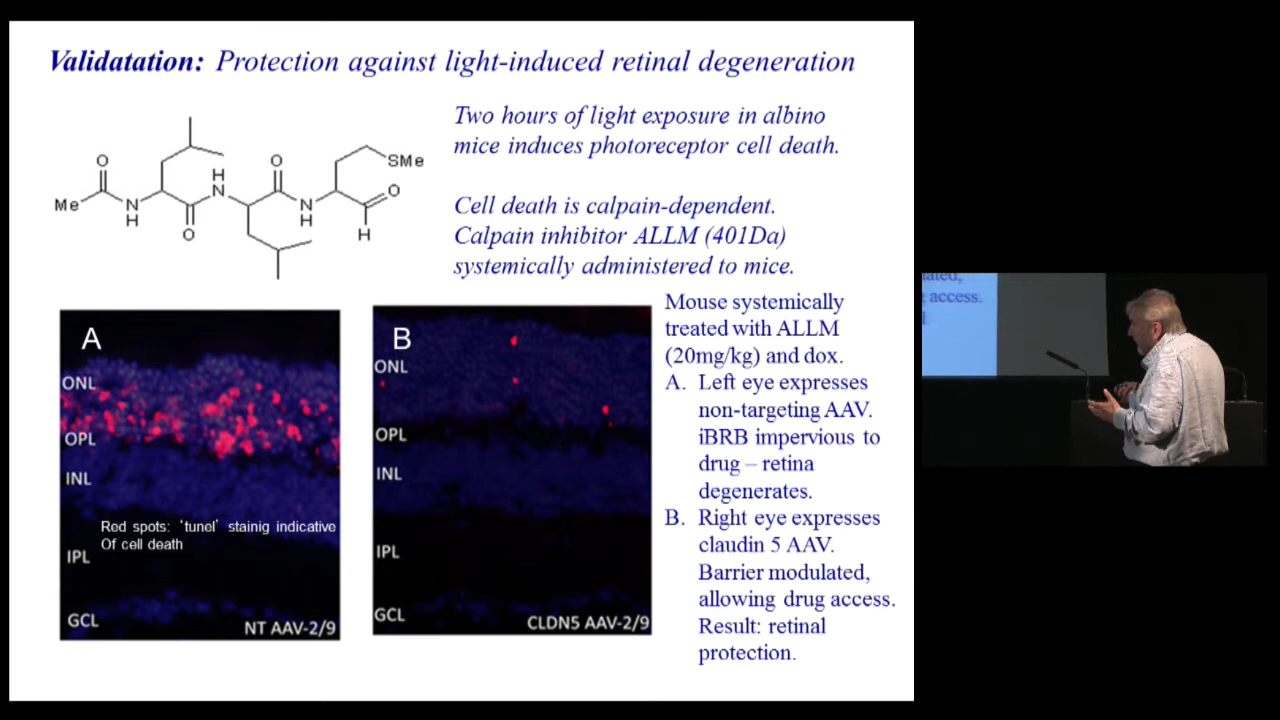 Validatation: Protection against light-induced retinal degeneration
Two hours of light exposure in albino
mice induces photoreceptor cell death.
Cell death is calpain-dependent.
Calpain inhibitor ALLM (401Da)
systemically administered to mice.
O
Me
N
H
O
H
N
O
N
H
SMe
O
H
A
ONL
OPL
INL
Red spots: ‘tunel’ stainig indicative
Of cell death
IPL
GCL
NT AAV-2/9
B
ONL
OPL
INL
IPL
GCL
CLDN5 AAV-2/9
Mouse systemically
treated with ALLM
(20mg/kg) and dox.
A. Left eye expresses
non-targeting AAV.
iBRB impervious to
drug – retina
degenerates.
B. Right eye expresses
claudin 5 AAV.
Barrier modulated,
allowing drug access.
Result: retinal
protection.
access.